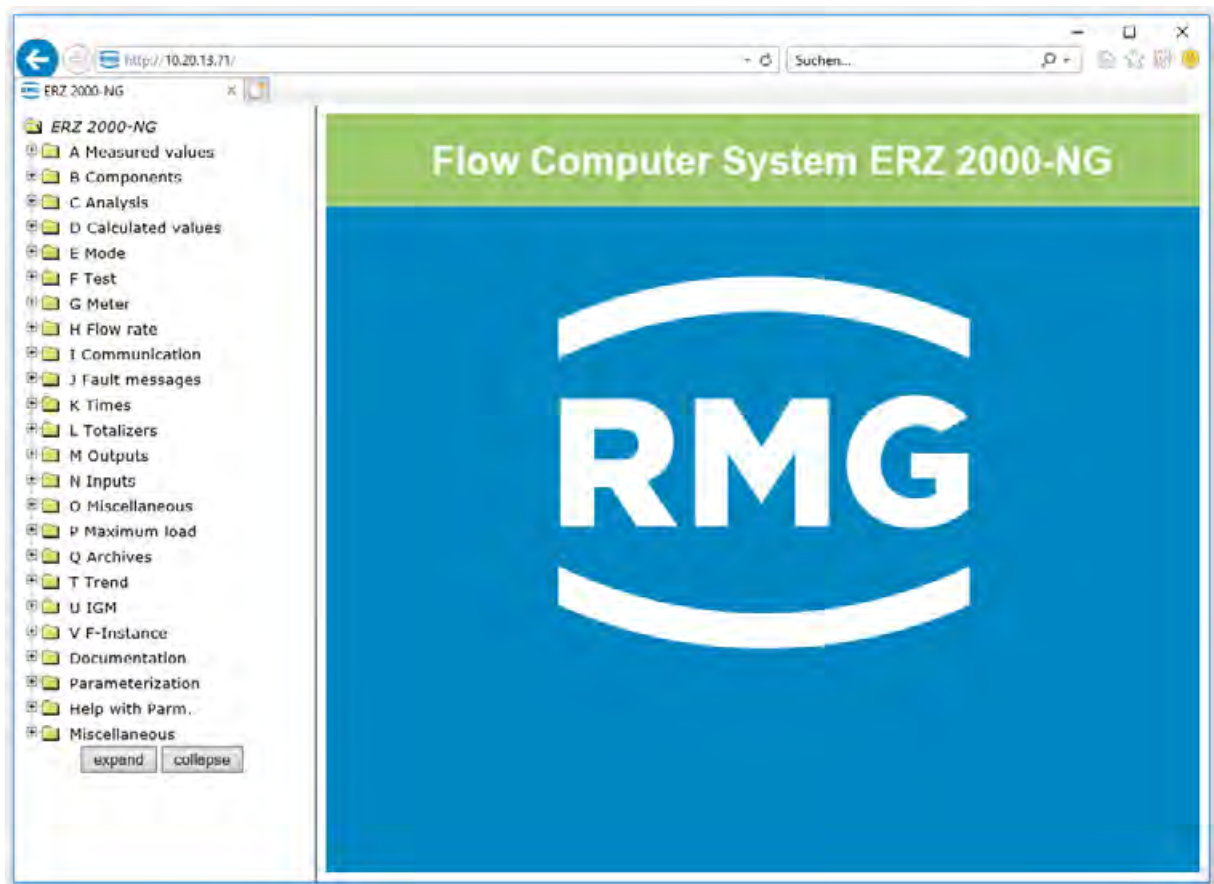 http://10.20.13.71/
Suchen...
ERZ 2000-NG
ERZ 2000-NG
A Measured values
B Components
C Analysis
D Calculated values
E Mode
F Test
G Meter
H Flow rate
I Communication
J Fault messages
K Times
L Totalizers
M Outputs
N Inputs
O Miscellaneous
P Maximum load
Q Archives
T Trend
U IGM
V F-Instance
Documentation
Parameterization
Help with Parm.
Miscellaneous
expand collapse
Flow Computer System ERZ 2000-NG
RMG